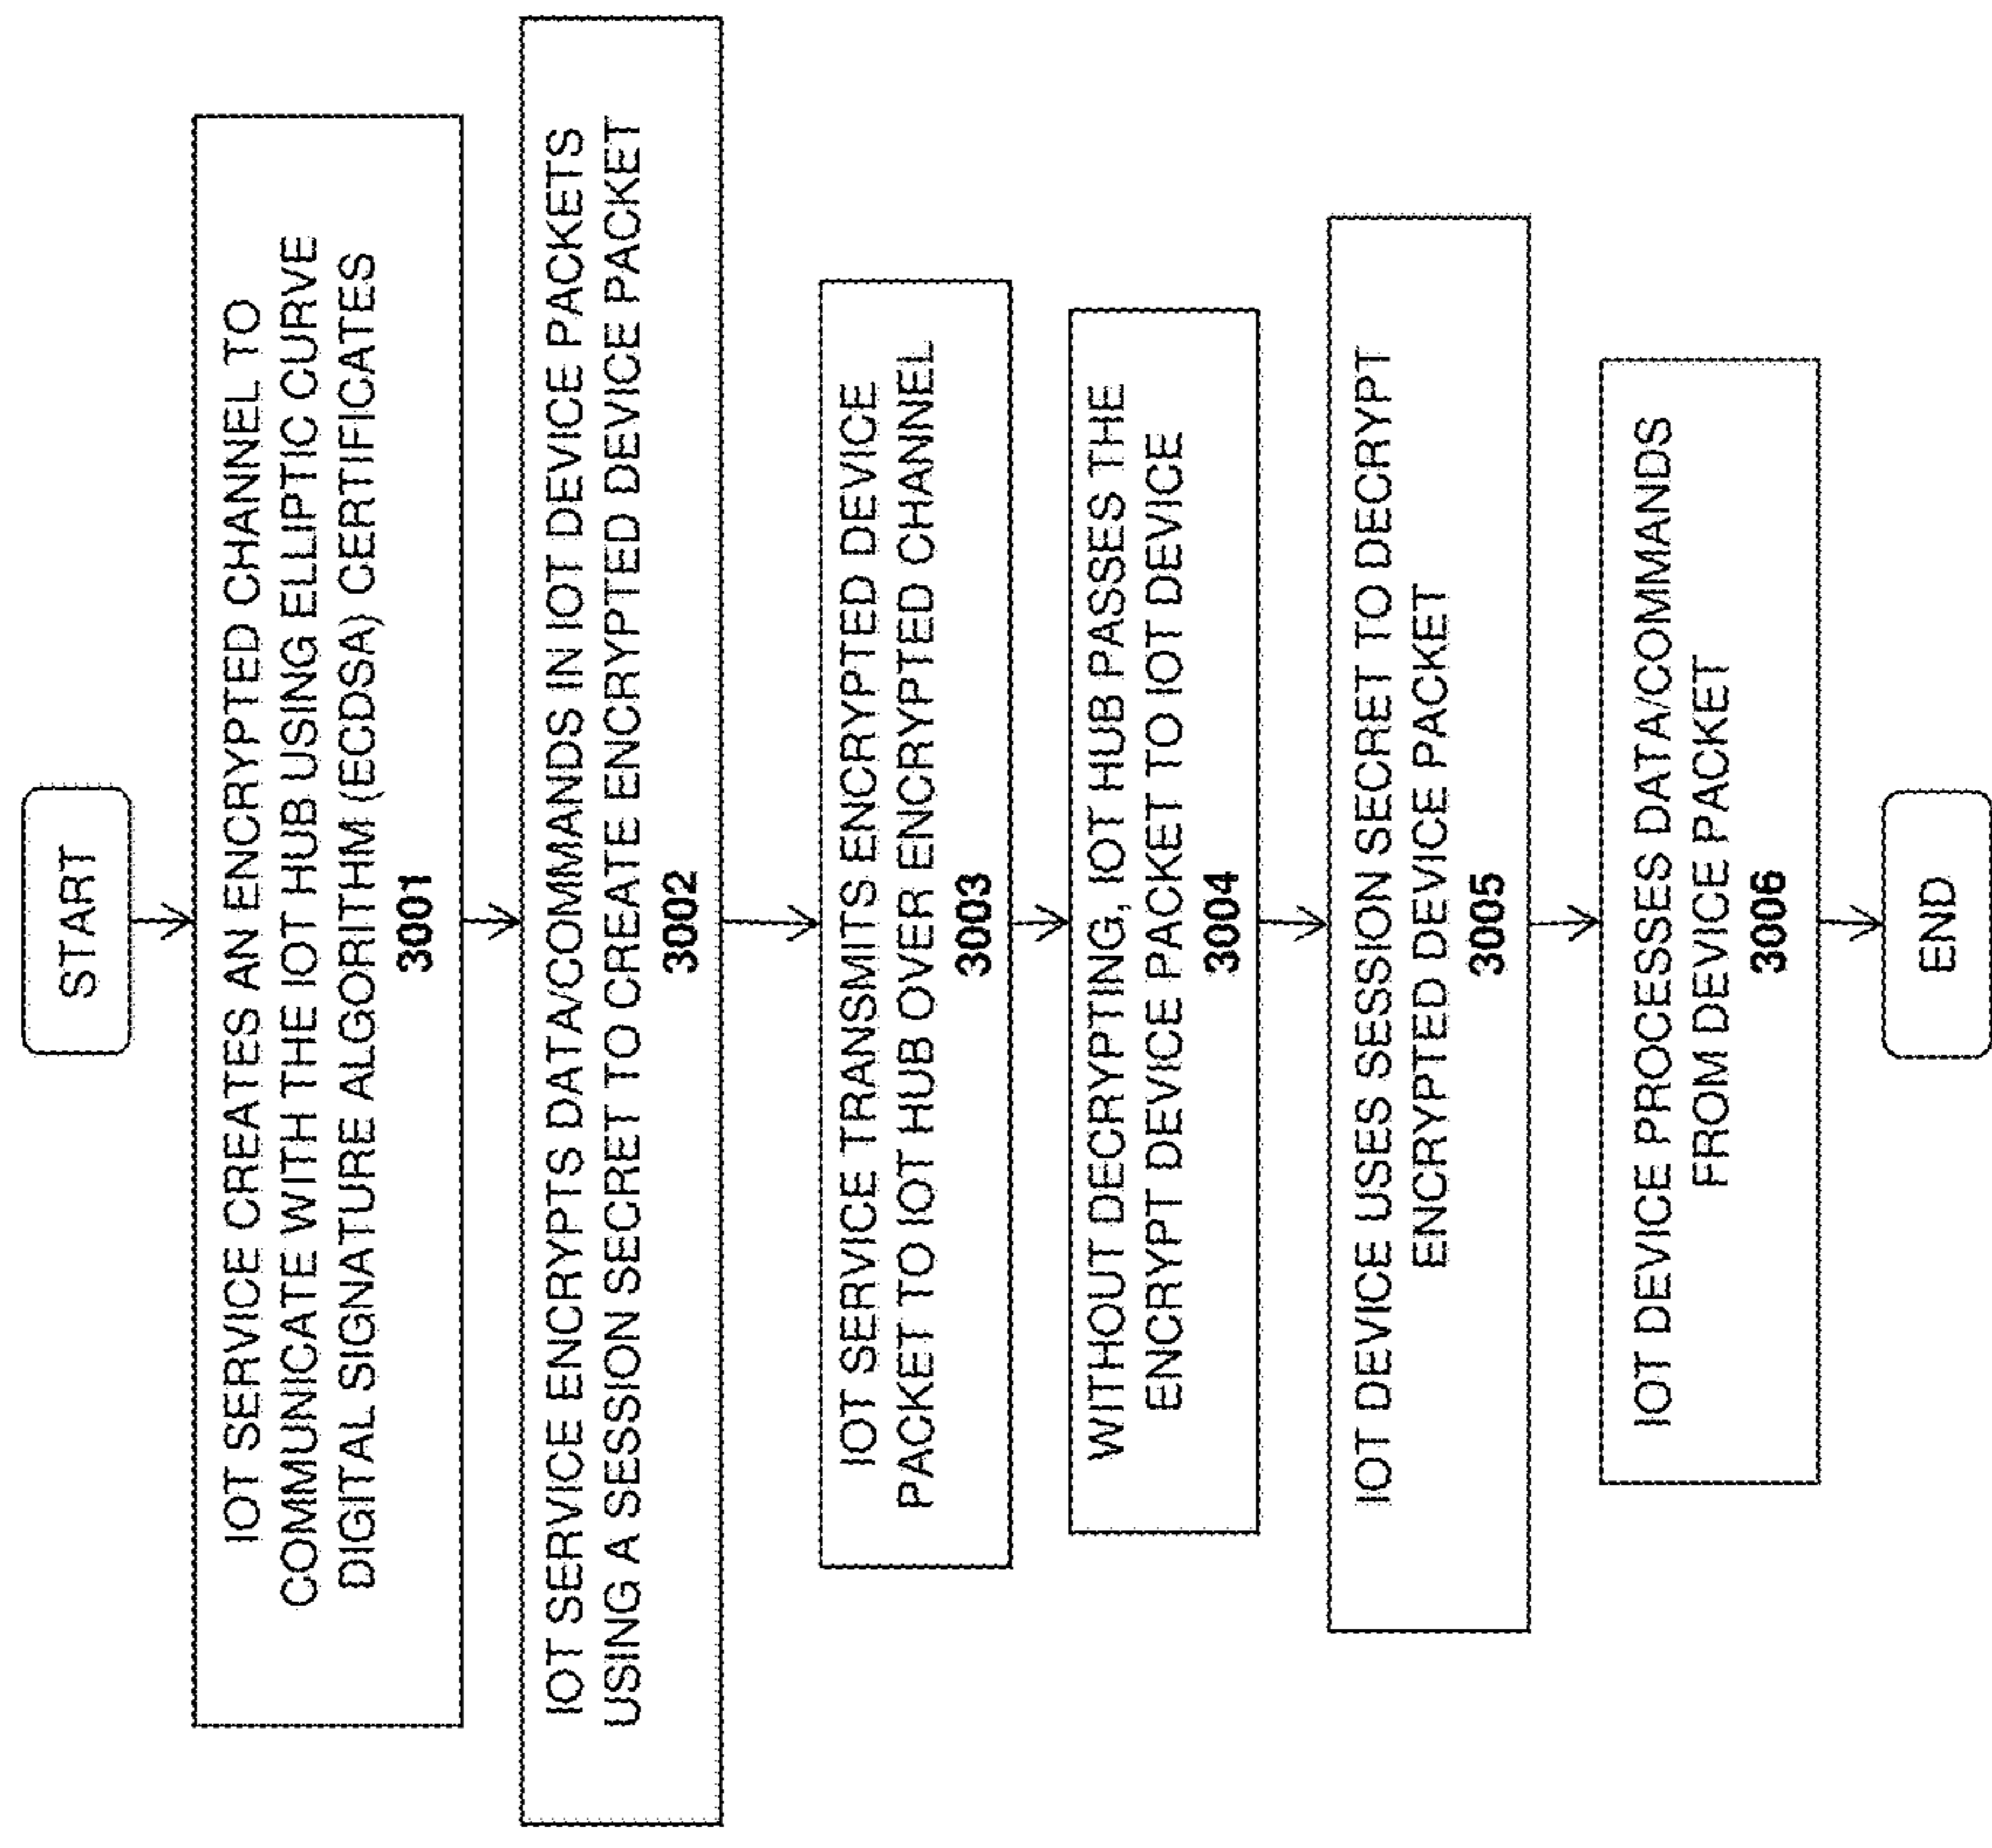 START
IOT SERVICE CREATES AN ENCRYPTED CHANNEL TO
COMMUNICATE WITH THE IOT HUB USING ELLIPTIC CURVE
DIGITAL SIGNATURE ALGORITHM (ECDSA) CERTIFICATES
3001
IOT SERVICE ENCRYPTS DATA/COMMANDS IN IOT DEVICE PACKETS
USING A SESSION SECRET TO CREATE ENCRYPTED DEVICE PACKET
3002
IOT SERVICE TRANSMITS ENCRYPTED DEVICE
PACKET TO IOT HUB OVER ENCRYPTED CHANNEL
3003
WITHOUT DECRYPTING, IOT HUB PASSES THE
ENCRYPT DEVICE PACKET TO IOT DEVICE
3004
IOT DEVICE USES SESSION SECRET TO DECRYPT
ENCRYPTED DEVICE PACKET
3005
IOT DEVICE PROCESSES DATA/COMMANDS
FROM DEVICE PACKET
3006
END